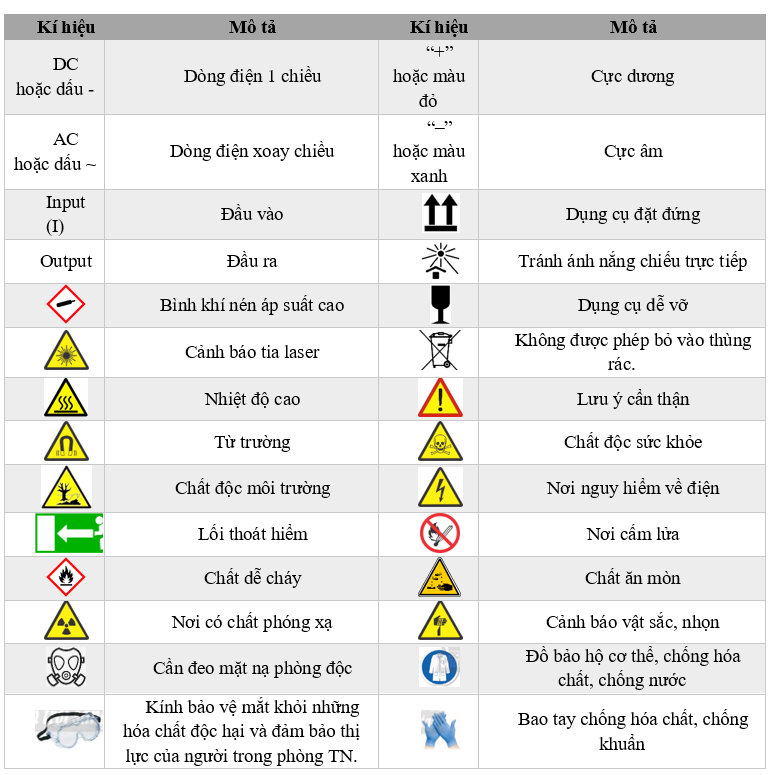 Kí hiệu Mô tả Kí hiệu Mô tả
DC
hoặc dấu -
Dòng điện 1 chiều
“+”
hoặc màu
đỏ
Cực dương
AC
hoặc dấu ~
Dòng điện xoay chiều
“–”
hoặc màu
xanh
Cực âm
Input
(I)
Đầu vào
Dụng cụ đặt đứng
Output
Đầu ra
Tránh ánh nắng chiếu trực tiếp
Bình khí nén áp suất cao
Dụng cụ dễ vỡ
Cảnh báo tia laser
Không được phép bỏ vào thùng
rác.
Nhiệt độ cao
Lưu ý cẩn thận
Từ trường
Chất độc sức khỏe
Chất độc môi trường
Nơi nguy hiểm về điện
Lối thoát hiểm
Nơi cấm lửa
Chất dễ cháy
Chất ăn mòn
Nơi có chất phóng xạ
Cảnh báo vật sắc, nhọn
Cần đeo mặt nạ phòng độc
Đồ bảo hộ cơ thể, chống hóa
chất, chống nước
Kính bảo vệ mắt khỏi những
hóa chất độc hại và đảm bảo thị
lực của người trong phòng TN.
Bao tay chống hóa chất, chống
khuẩn